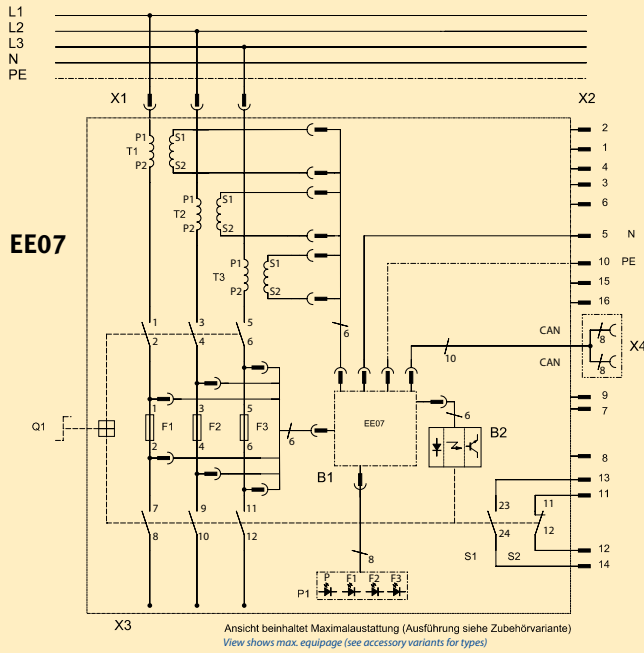 L1
L2
L3
N
PE
X1
X2
2
P1
S1
T1
1
P2
S2
4
3
P1
S1
6
T2
EE07
P2
S2
5
N
P1
S1
10
PE
T3
15
P2
S2
16
1
3
5
6
CAN
8
2
4
6
10
X4
CAN
8
9
1
3
5
7
6
Q1
F1
F2
F3
6
EE07
B2
2
4
6
8
B1
13
11
7
9
11
23
11
8
10
12
24
12
8
S1
S2
12
P
F1
F2
F3
14
P1
X3
Ansicht beinhaltet Maximalaustattung (Ausführung siehe Zubehörvariante)
View shows max. equipage (see accessory variants for types)